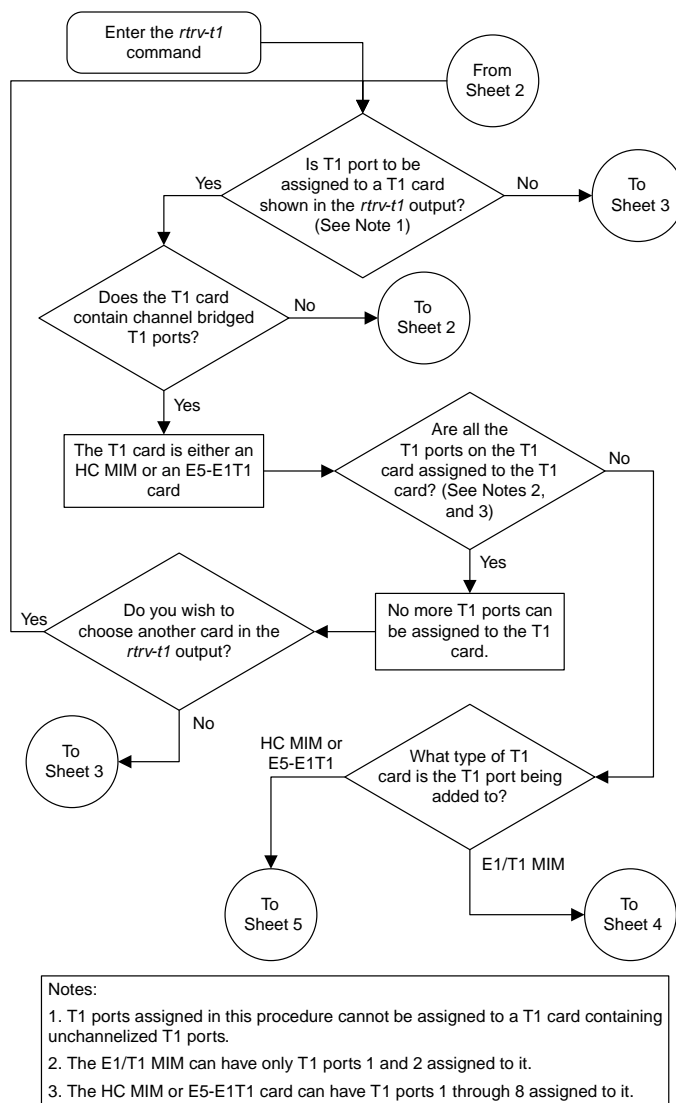 Enter the rtrv-t1
command
From
Sheet 2
Is T1 port to be
assigned to a T1 card
shown in the rtrv-t1 output?
(See Note 1)
Yes
No
To
Sheet 3
Does the T1 card
contain channel bridged
T1 ports?
No
To
Sheet 2
Yes
The T1 card is either an
HC MIM or an E5-E1T1
card
Are all the
T1 ports on the T1
card assigned to the T1
card? (See Notes 2,
and 3)
No
Yes
No more T1 ports can
be assigned to the T1
card.
Do you wish to
choose another card in the
rtrv-t1 output?
Yes
No
To
Sheet 3
What type of T1
card is the T1 port being
added to?
HC MIM or
E5-E1T1
E1/T1 MIM
To
Sheet 5
To
Sheet 4
Notes:
1. T1 ports assigned in this procedure cannot be assigned to a T1 card containing
unchannelized T1 ports.
2. The E1/T1 MIM can have only T1 ports 1 and 2 assigned to it.
3. The HC MIM or E5-E1T1 card can have T1 ports 1 through 8 assigned to it.